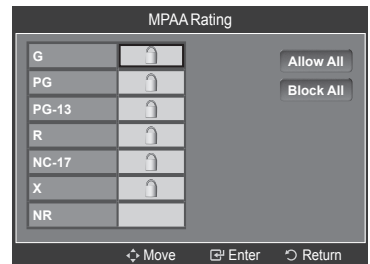 MPAA Rating
G
Allow All
PG
Block All
PG-13
R
NC-17
X
NR
Move Enter Return